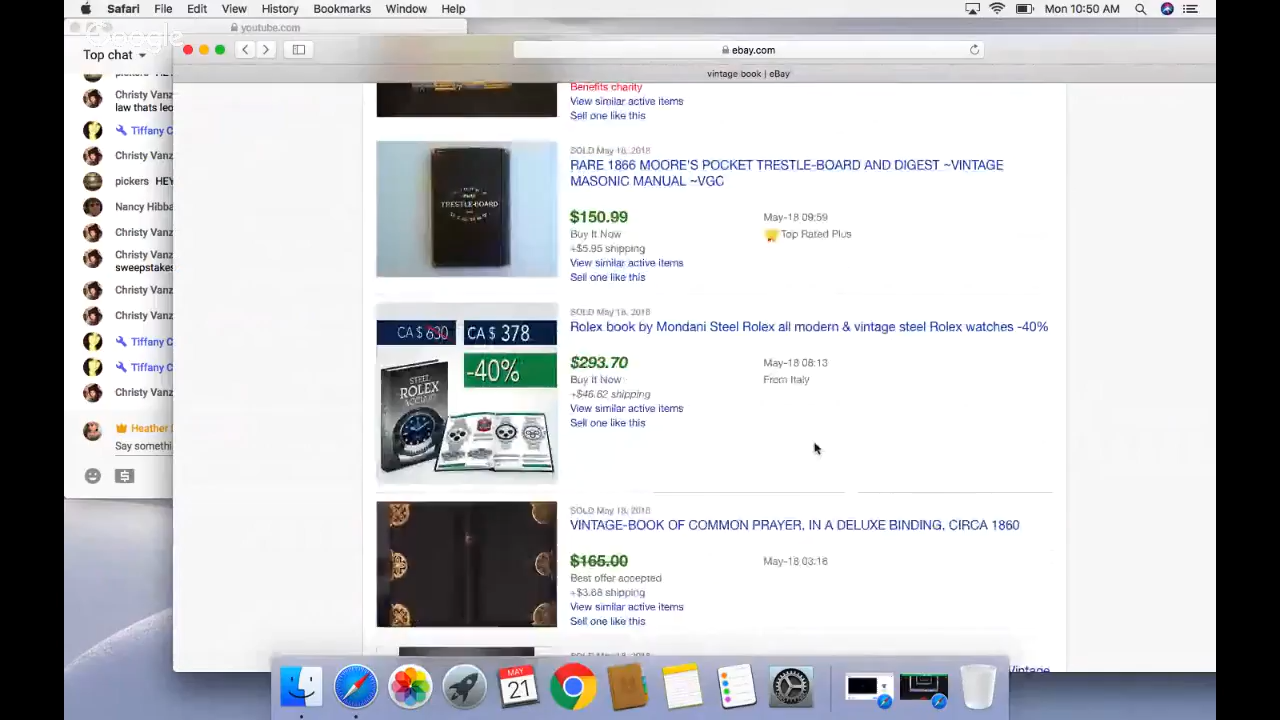 Safari File Edit View History Bookmarks Window Help
Mon 10:50 AM
youtube.com
Google
Top chat
ebay.com
vintage book | eBay
pickers
Christy Vanz
law thats leo
Tiffany C
Christy Vanz
pickers HEY
Nancy Hibba
Christy Vanz
Christy Vanz
sweepstakes
Christy Vanz
Christy Vanz
Tiffany C
Tiffany C
Christy Vanz
Heather
Say somethi
Benefits charity
View similar active items
Sell one like this
TRESTLE-BOARD
SOLD May 18, 2018
RARE 1866 MOORE'S POCKET TRESTLE-BOARD AND DIGEST ~VINTAGE
MASONIC MANUAL ~VGC
$150.99
May-18 09:59
Buy It Now
Top Rated Plus
+$5.95 shipping
View similar active items
Sell one like this
CA $ 630 CA $ 378
-40%
STEEL
ROLEX
SOLD May 18, 2018
Rolex book by Mondani Steel Rolex all modern & vintage steel Rolex watches -40%
$293.70
May-18 08:13
Buy It Now
From Italy
+$46.62 shipping
View similar active items
Sell one like this
SOLD May 18, 2018
VINTAGE-BOOK OF COMMON PRAYER, IN A DELUXE BINDING, CIRCA 1860
$165.00
May-18 03:16
Best offer accepted
+$3.68 shipping
View similar active items
Sell one like this
Vintage
MAY
21